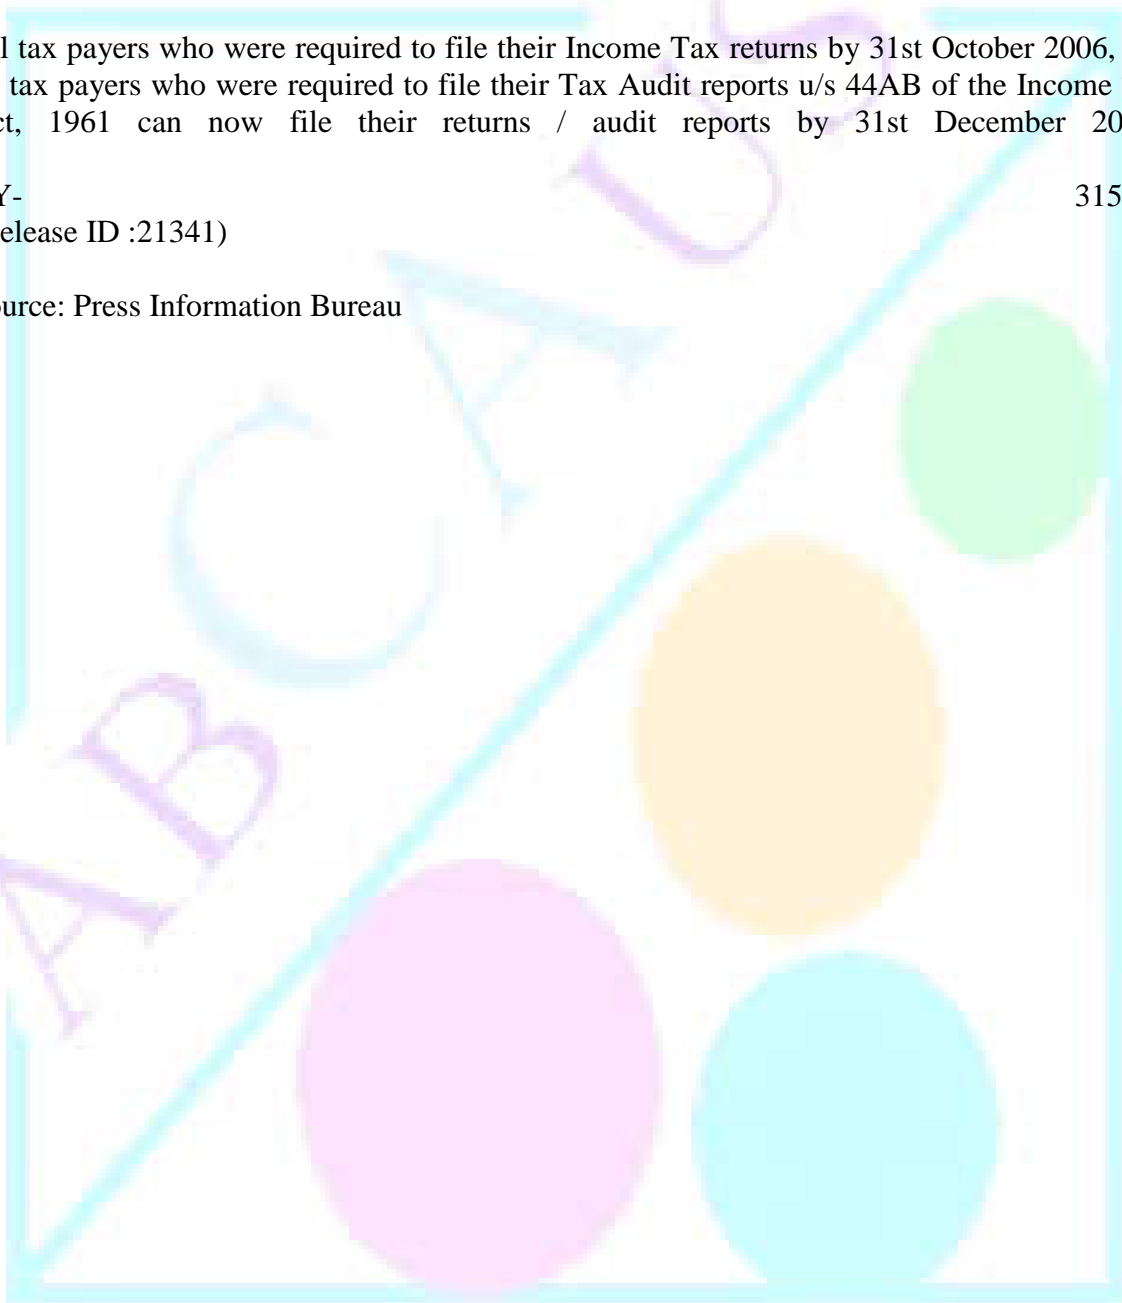 l tax payers who were required to file their Income Tax returns by 31st October 2006,
tax payers who were required to file their Tax Audit reports u/s 44AB of the Income
ct, 1961 can now file their returns / audit reports by 31st December 20
Y- 315
elease ID :21341)
ource: Press Information Bureau
ABCAUS